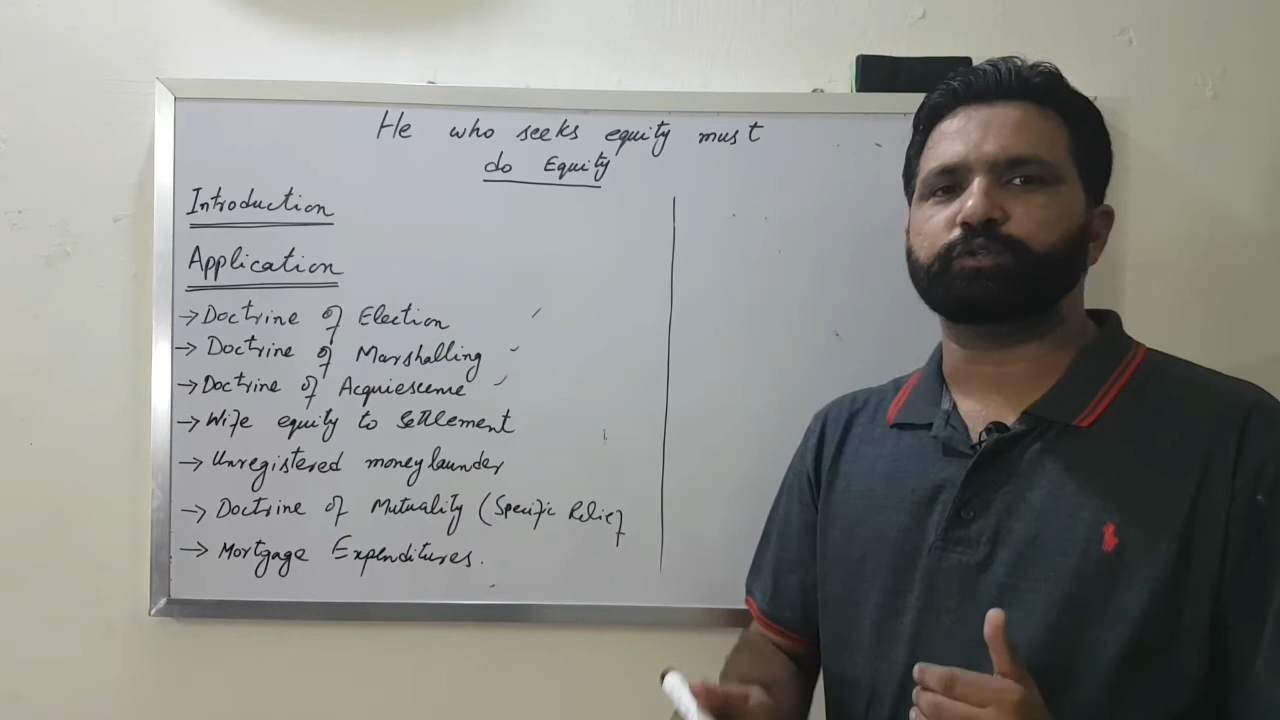 He who seeks equity must
do Equity
Introduction
Application
→ Doctrine of Election
→ Doctrine of Marshalling
→ Doctrine of Acquiescence
→ Wife equity to Settlement
→ Unregistered money launder
→ Doctrine of Mutuality (Specific Relief
→ Mortgage Expenditures.